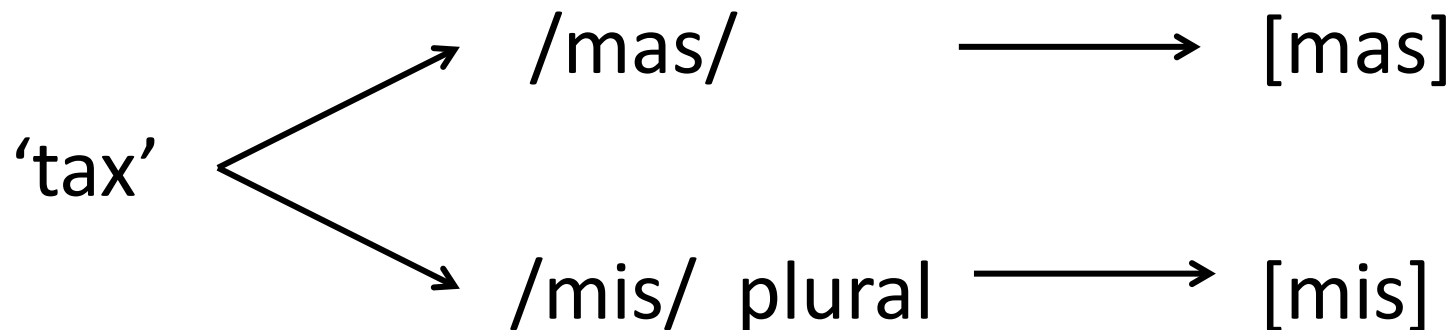 /mas/ [mas]
‘tax’
/mis/ plural [mis]